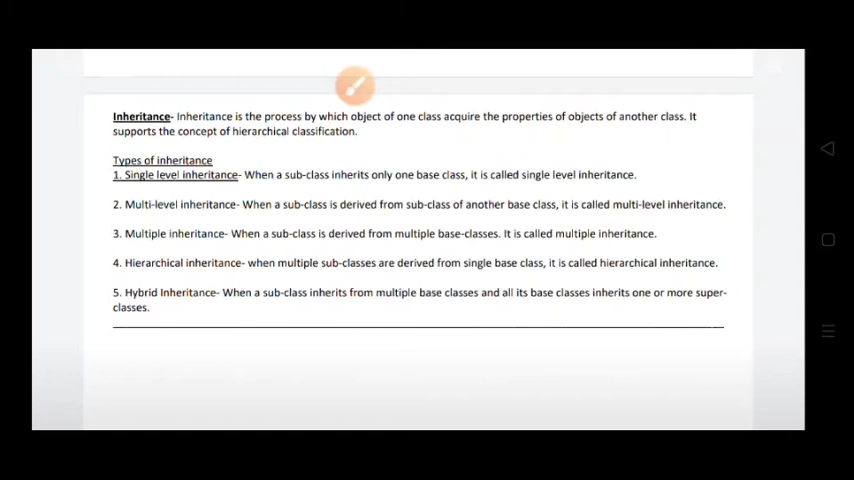 Inheritance- Inheritance is the process by which object of one class acquire the properties of objects of another class. It
supports the concept of hierarchical classification.
Types of inheritance
1. Single level inheritance- When a sub-class inherits only one base class, it is called single level inheritance.
2. Multi-level inheritance- When a sub-class is derived from sub-class of another base class, it is called multi-level inheritance.
3. Multiple inheritance- When a sub-class is derived from multiple base-classes. It is called multiple inheritance.
4. Hierarchical inheritance- when multiple sub-classes are derived from single base class, it is called hierarchical inheritance.
5. Hybrid Inheritance- When a sub-class inherits from multiple base classes and all its base classes inherits one or more super-
classes.